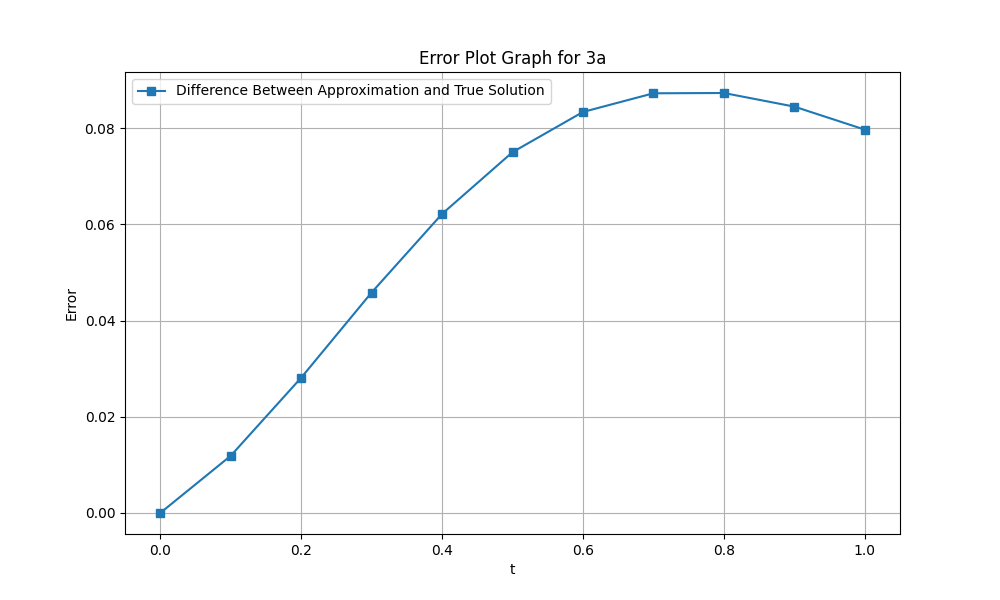 Error Plot Graph for 3a
Difference Between Approximation and True Solution
0.08
0.06
0.04
0.02
0.00
Error
0.0 0.2 0.4 0.6 0.8 1.0
t